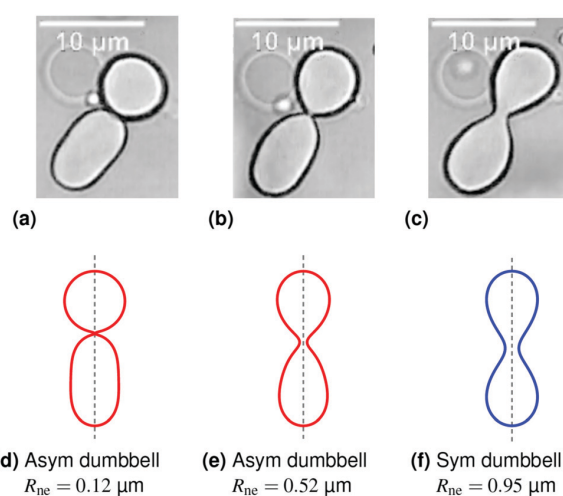 10 µm
10 µm
10 µm
(a)
(b)
(c)
d) Asym dumbbell
R_ne = 0.12 µm
(e) Asym dumbbell
R_ne = 0.52 µm
(f) Sym dumbbell
R_ne = 0.95 µm